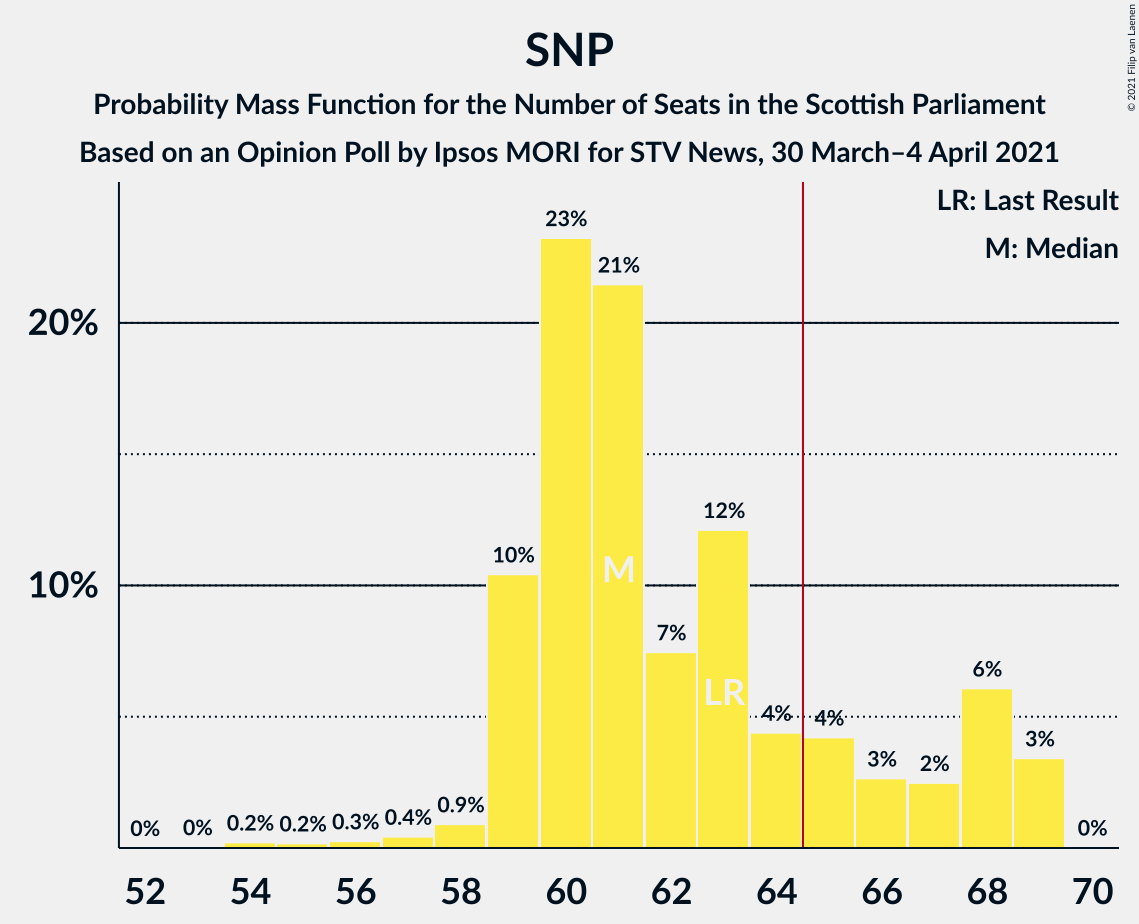 SNP
Probability Mass Function for the Number of Seats in the Scottish Parliament
Based on an Opinion Poll by Ipsos MORI for STV News, 30 March–4 April 2021
© 2021 Filip van Laenen
LR: Last Result
M: Median
20%
10%
0%
0%
0.2%
0.2%
0.3%
0.4%
0.9%
10%
23%
21%
7%
12%
4%
4%
3%
2%
6%
3%
0%
M
LR
52 54 56 58 60 62 64 66 68 70